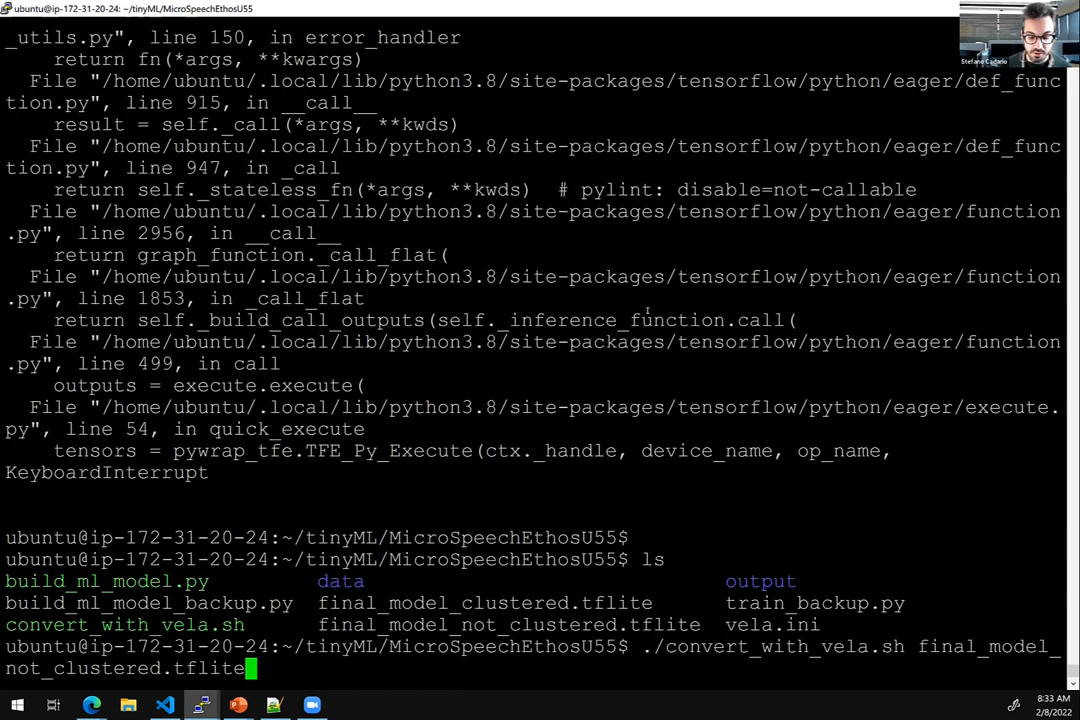 ubuntu@ip-172-31-20-24: ~/tinyML/MicroSpeechEthosU55
_utils.py", line 150, in error_handler
return fn(*args, **kwargs)
File "/home/ubuntu/.local/lib/python3.8/site-packages/tensorflow/python/eager/def_func
tion.py", line 915, in __call__
result = self._call(*args, **kwds)
File "/home/ubuntu/.local/lib/python3.8/site-packages/tensorflow/python/eager/def_func
tion.py", line 947, in _call
return self._stateless_fn(*args, **kwds)  # pylint: disable=not-callable
File "/home/ubuntu/.local/lib/python3.8/site-packages/tensorflow/python/eager/function
.py", line 2956, in __call__
return graph_function._call_flat(
File "/home/ubuntu/.local/lib/python3.8/site-packages/tensorflow/python/eager/function
.py", line 1853, in _call_flat
return self._build_call_outputs(self._inference_function.call(
File "/home/ubuntu/.local/lib/python3.8/site-packages/tensorflow/python/eager/function
.py", line 499, in call
outputs = execute.execute(
File "/home/ubuntu/.local/lib/python3.8/site-packages/tensorflow/python/eager/execute.
py", line 54, in quick_execute
tensors = pywrap_tfe.TFE_Py_Execute(ctx._handle, device_name, op_name,
KeyboardInterrupt
ubuntu@ip-172-31-20-24:~/tinyML/MicroSpeechEthosU55$
ubuntu@ip-172-31-20-24:~/tinyML/MicroSpeechEthosU55$ ls
build_ml_model.py data output
build_ml_model_backup.py final_model_clustered.tflite train_backup.py
convert_with_vela.sh final_model_not_clustered.tflite vela.ini
ubuntu@ip-172-31-20-24:~/tinyML/MicroSpeechEthosU55$ ./convert_with_vela.sh final_model_
not_clustered.tflite
8:33 AM
2/8/2022